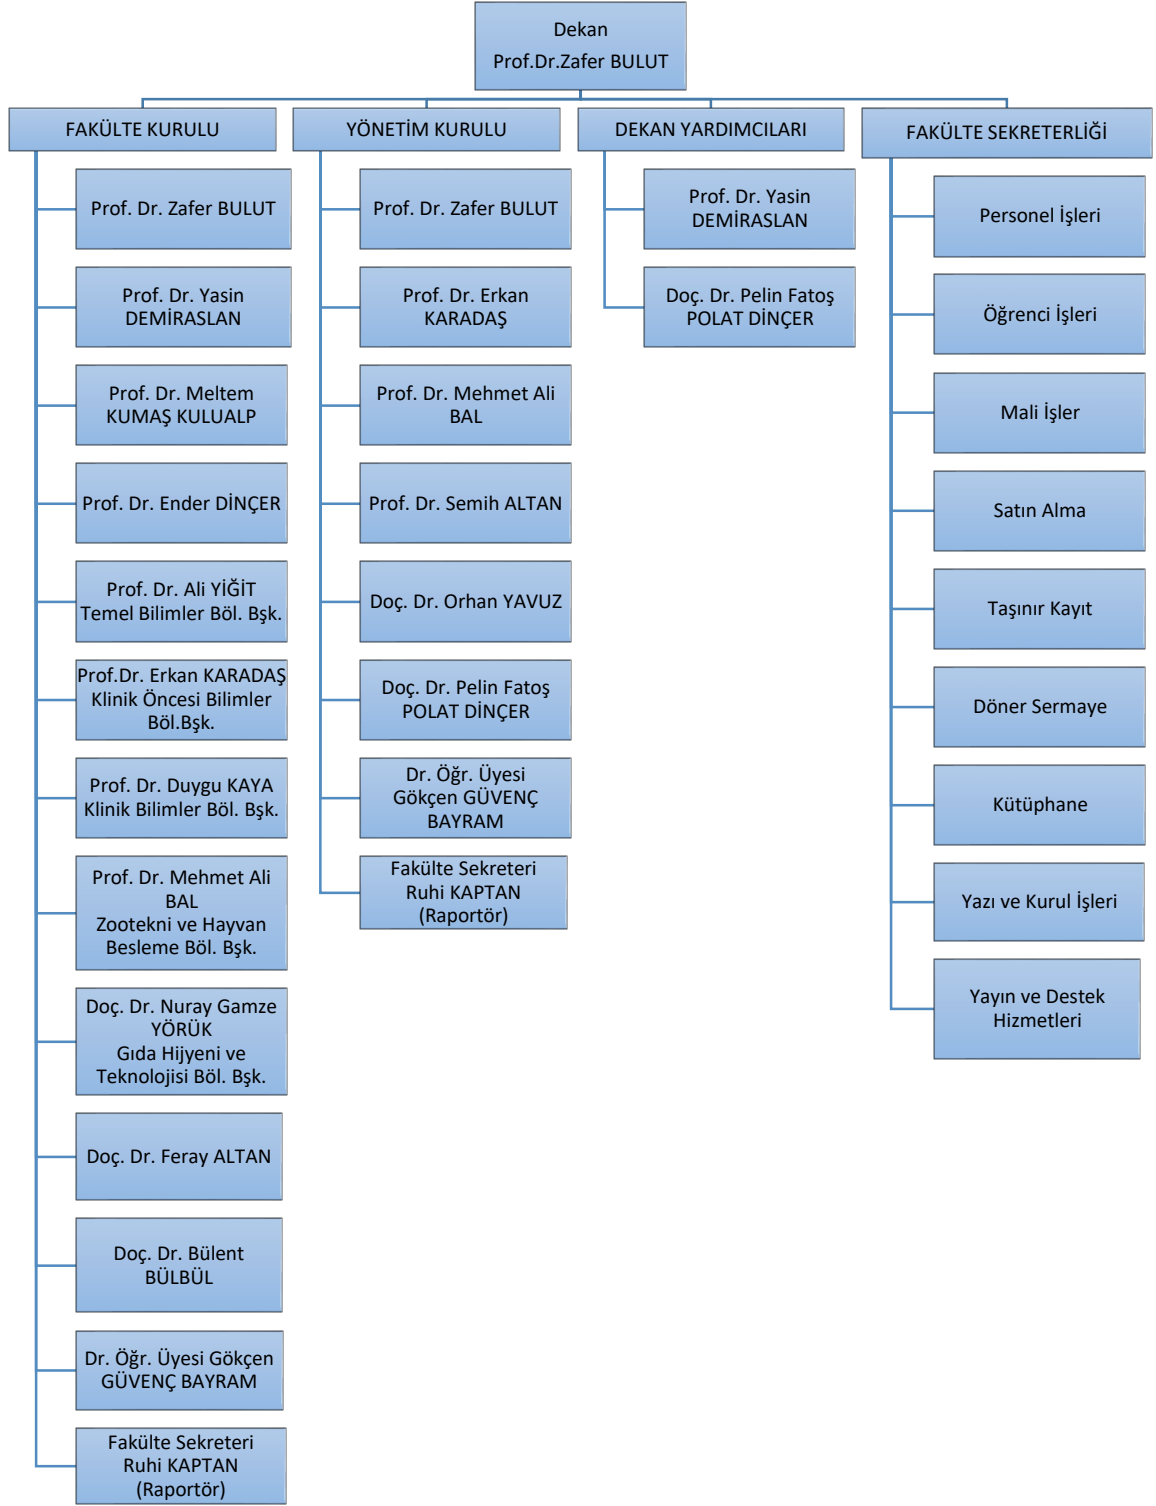 Dekan
Prof.Dr.Zafer BULUT
FAKÜLTE KURULU
Prof. Dr. Zafer BULUT
Prof. Dr. Yasin
DEMİRASLAN
Prof. Dr. Meltem
KUMAŞ KULUALP
Prof. Dr. Ender DİNÇER
Prof. Dr. Ali YİĞİT
Temel Bilimler Böl. Bşk.
Prof.Dr. Erkan KARADAŞ
Klinik Öncesi Bilimler
Böl.Bşk.
Prof. Dr. Duygu KAYA
Klinik Bilimler Böl. Bşk.
Prof. Dr. Mehmet Ali
BAL
Zootekni ve Hayvan
Besleme Böl. Bşk.
Doç. Dr. Nuray Gamze
YÖRÜK
Gıda Hijyeni ve
Teknolojisi Böl. Bşk.
Doç. Dr. Feray ALTAN
Doç. Dr. Bülent
BÜLBÜL
Dr. Öğr. Üyesi Gökçen
GÜVENÇ BAYRAM
Fakülte Sekreteri
Ruhi KAPTAN
(Raportör)
YÖNETİM KURULU
Prof. Dr. Zafer BULUT
Prof. Dr. Erkan
KARADAŞ
Prof. Dr. Mehmet Ali
BAL
Prof. Dr. Semih ALTAN
Doç. Dr. Orhan YAVUZ
Doç. Dr. Pelin Fatoş
POLAT DİNÇER
Dr. Öğr. Üyesi
Gökçen GÜVENÇ
BAYRAM
Fakülte Sekreteri
Ruhi KAPTAN
(Raportör)
DEKAN YARDIMCILARI
Prof. Dr. Yasin
DEMİRASLAN
Doç. Dr. Pelin Fatoş
POLAT DİNÇER
FAKÜLTE SEKRETERLİĞİ
Personel İşleri
Öğrenci İşleri
Mali İşler
Satın Alma
Taşınır Kayıt
Döner Sermaye
Kütüphane
Yazı ve Kurul İşleri
Yayın ve Destek
Hizmetleri